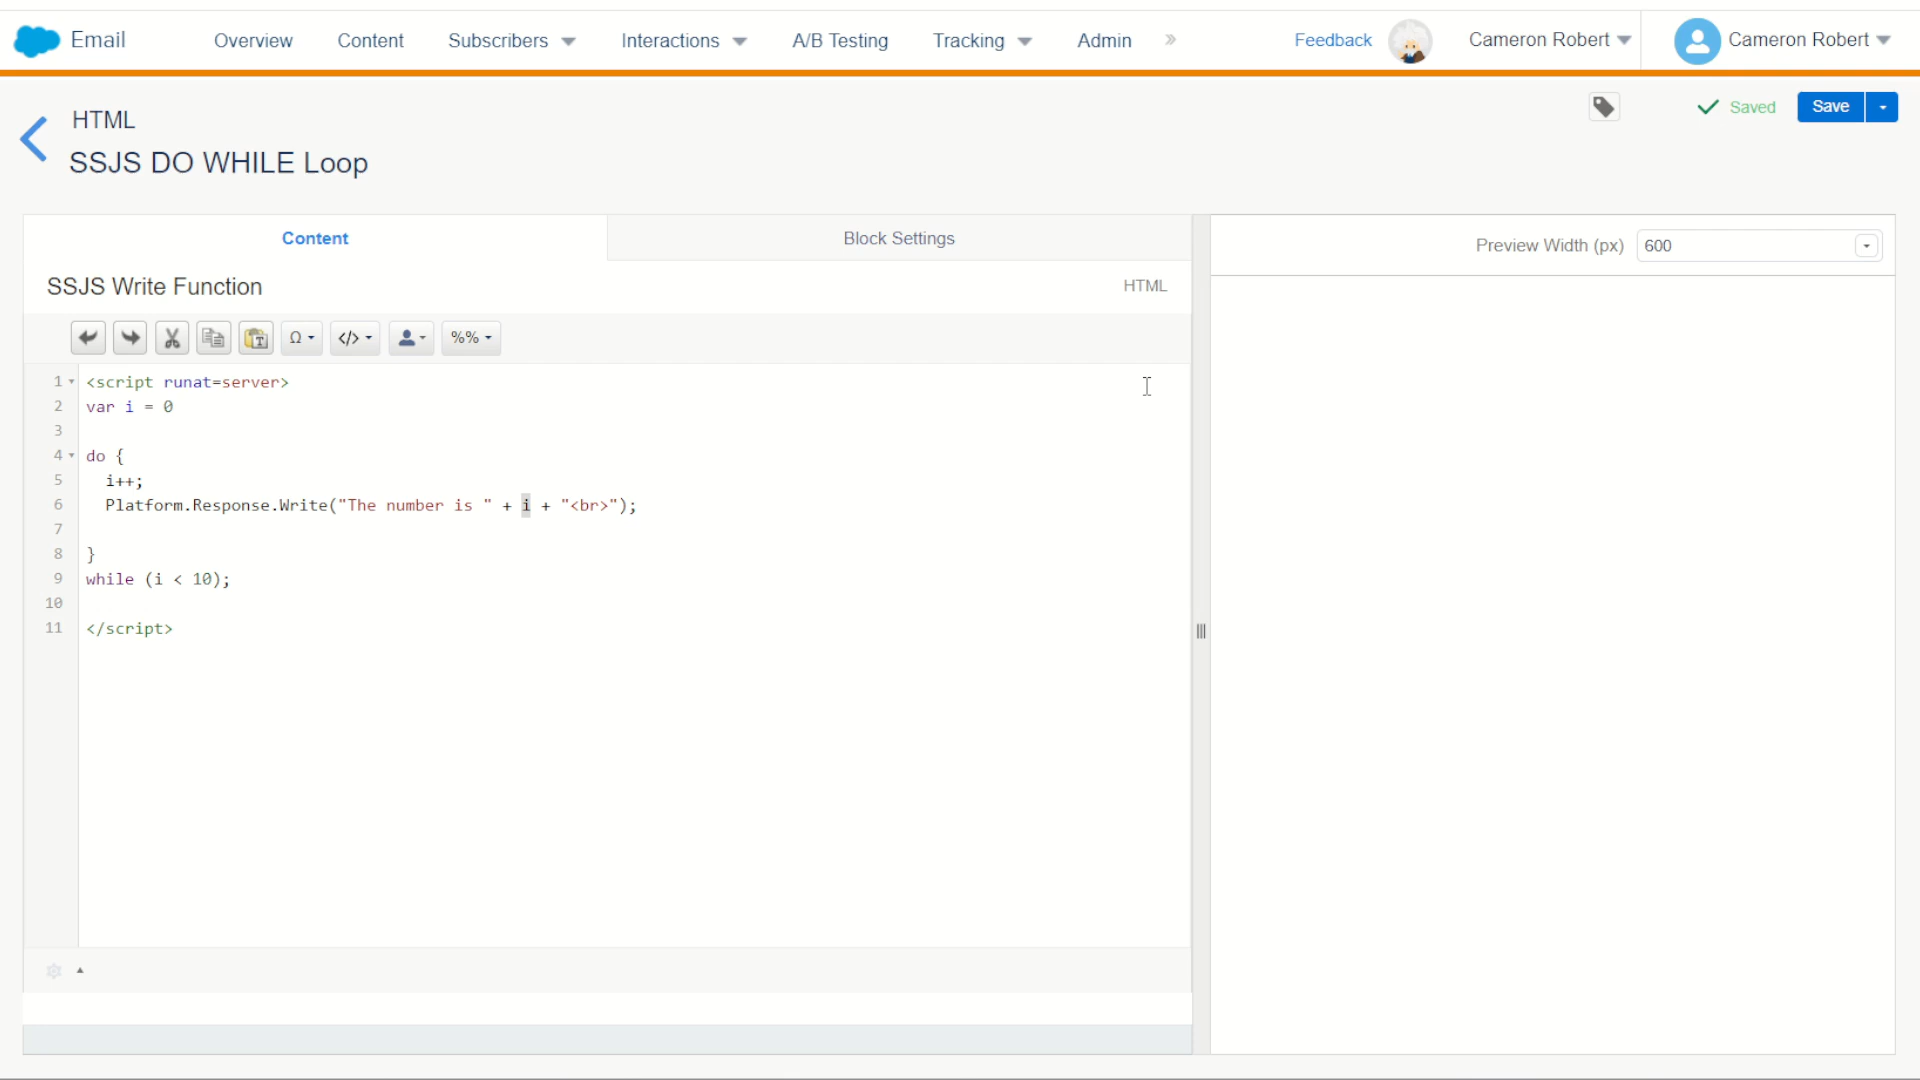 Email Overview Content Subscribers Interactions A/B Testing Tracking Admin » Feedback Cameron Robert Cameron Robert
HTML
Saved Save
SSJS DO WHILE Loop
Content Block Settings
Preview Width (px) 600
SSJS Write Function HTML
Ω </> %%
1 <script runat=server>
2 var i = 0
3
4 do {
5 i++;
6 Platform.Response.Write("The number is " + i + "<br>");
7
8 }
9 while (i < 10);
10
11 </script>